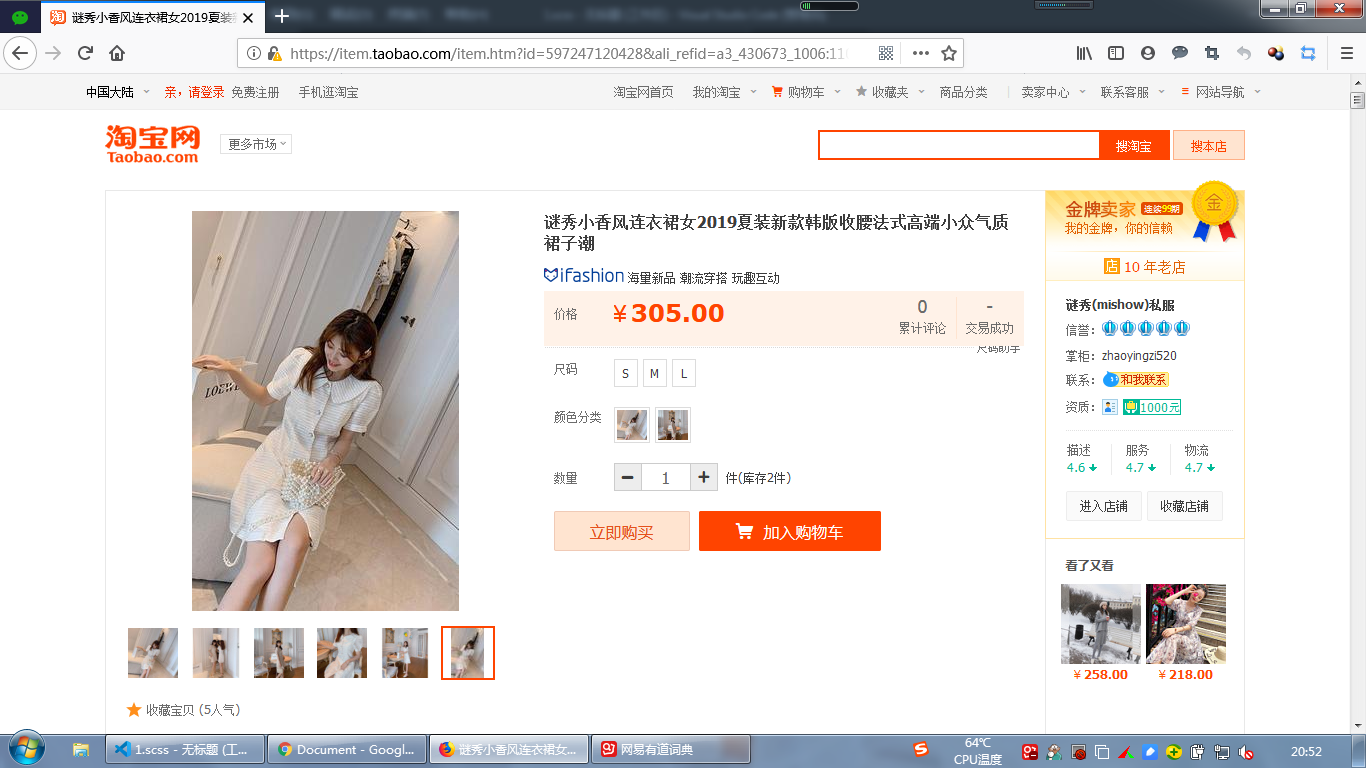 谜秀小香风连衣裙女2019夏装新
https://item.taobao.com/item.htm?id=597247120428&ali_refid=a3_430673_1006:11
中国大陆 亲，请登录 免费注册 手机逛淘宝 淘宝网首页 我的淘宝 购物车 收藏夹 商品分类 卖家中心 联系客服 网站导航
淘宝网
Taobao.com
更多市场
搜淘宝 搜本店
谜秀小香风连衣裙女2019夏装新款韩版收腰法式高端小众气质
裙子潮
ifashion 海量新品 潮流穿搭 玩趣互动
价格 ¥305.00
0 -
累计评论 交易成功
尺码助手
尺码 S M L
颜色分类
数量 1 件(库存2件)
立即购买 加入购物车
LOEWE
收藏宝贝 (5人气)
金牌卖家 连续99期
金
我的金牌，你的信赖
店 10 年老店
谜秀(mishow)私服
信誉：
掌柜：zhaoyingzi520
联系：和我联系
资质： 1000元
描述 服务 物流
4.6 4.7 4.7
进入店铺 收藏店铺
看了又看
¥258.00 ¥218.00
1.scss - 无标题 (工... Document - Googl... 谜秀小香风连衣裙女... 网易有道词典
64℃
CPU温度
20:52